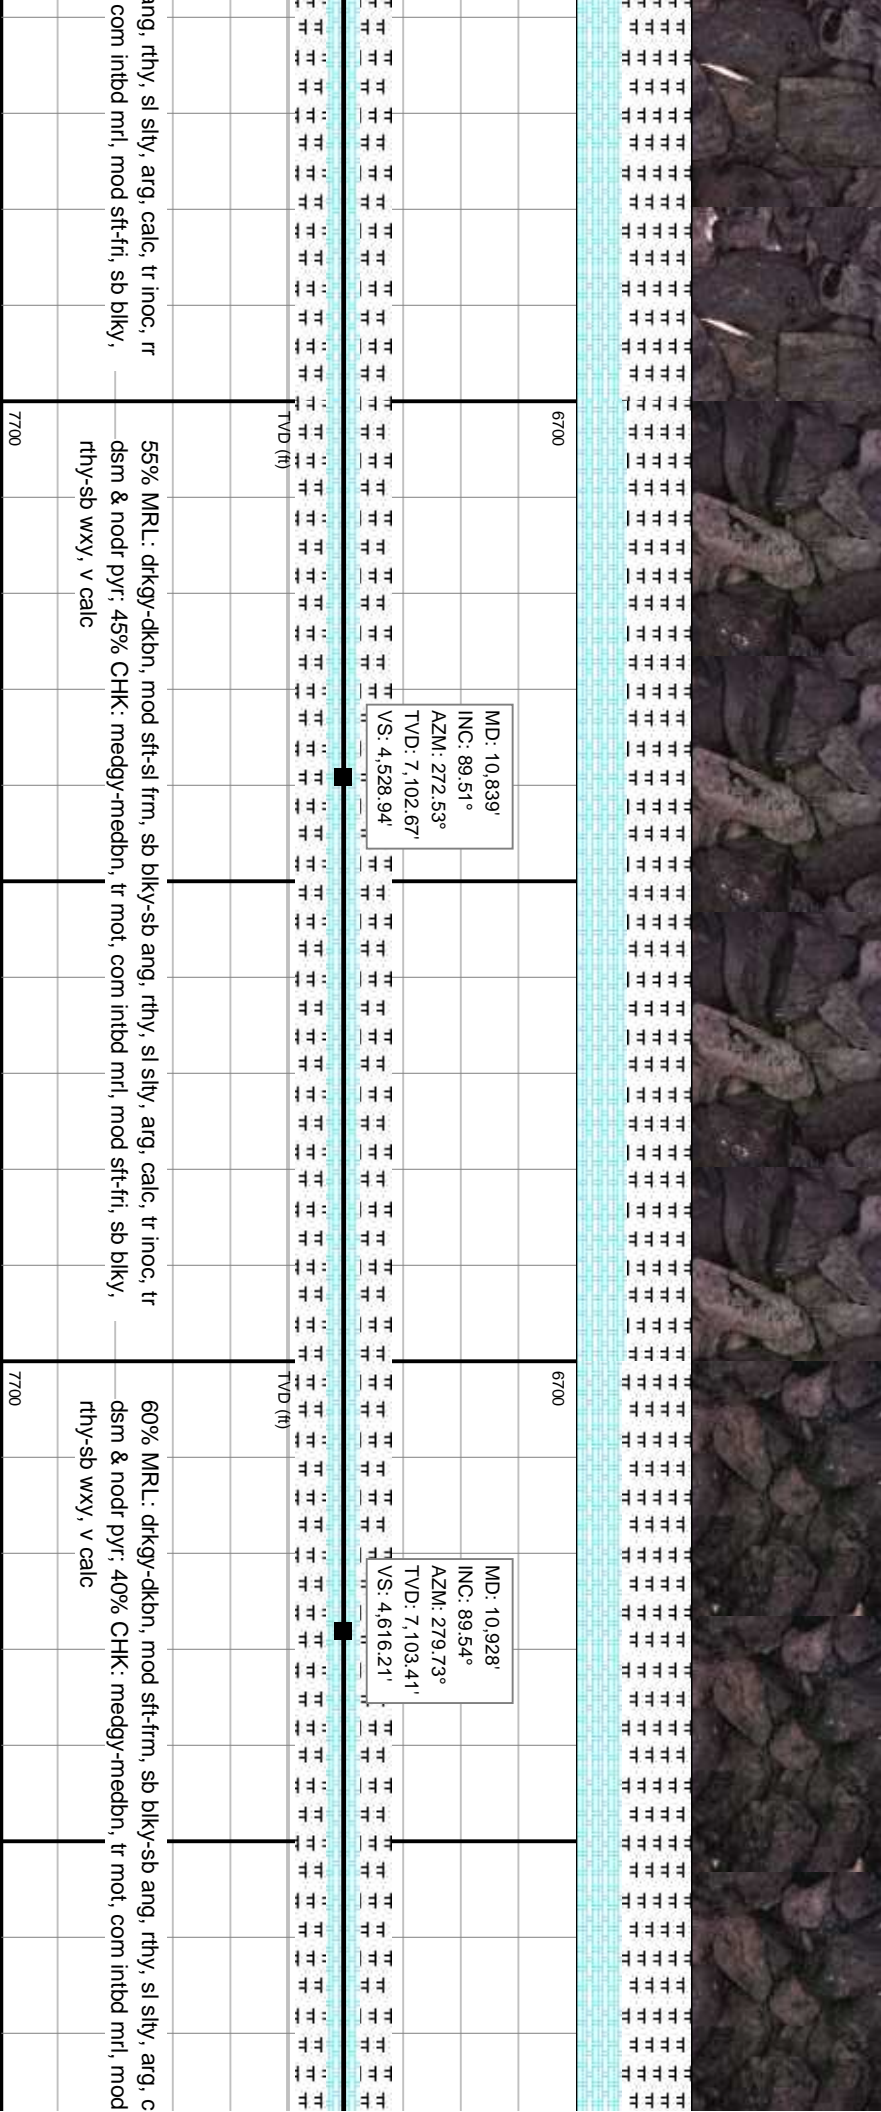 ang, rthy, sl slty, arg, calc, tr inoc, rr
com intbd mrl, mod sft-fri, sb blky,
6700
TVD (ft)
7700
55% MRL: drkgy-dkbn, mod sft-sl frm, sb blky-sb ang, rthy, sl slty, arg, calc, tr inoc, tr
dsm & nodr pyr; 45% CHK: medgy-medbn, tr mot, com intbd mrl, mod sft-fri, sb blky,
rthy-sb wxy, v calc
MD: 10,839'
INC: 89.51°
AZM: 272.53°
TVD: 7,102.67'
VS: 4,528.94'
6700
TVD (ft)
7700
60% MRL: drkgy-dkbn, mod sft-frm, sb blky-sb ang, rthy, sl slty, arg, c
dsm & nodr pyr; 40% CHK: medgy-medbn, tr mot, com intbd mrl, mod
rthy-sb wxy, v calc
MD: 10,928'
INC: 89.54°
AZM: 279.73°
TVD: 7,103.41'
VS: 4,616.21'